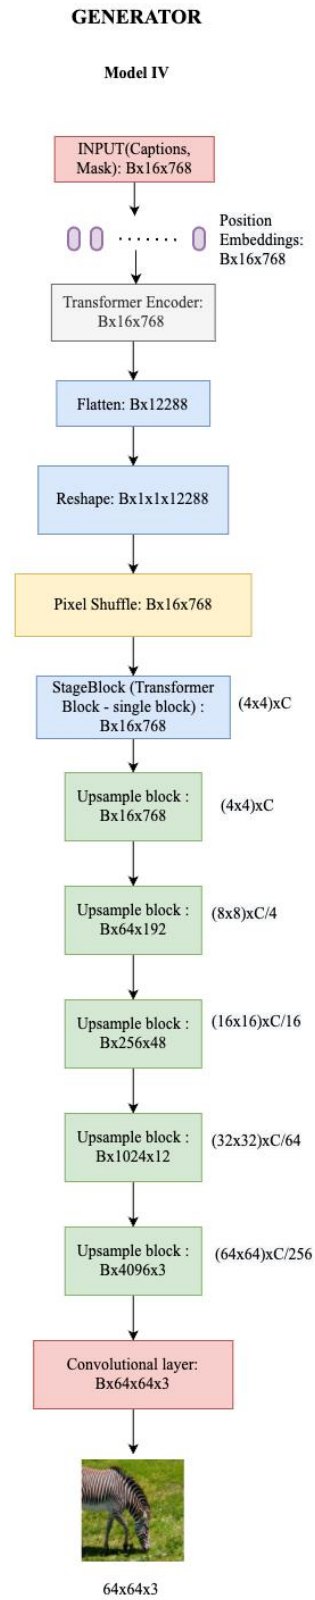 GENERATOR
Model IV
INPUT(Captions,
Mask): Bx16x768
Position
Embeddings:
Bx16x768
Transformer Encoder:
Bx16x768
Flatten: Bx12288
Reshape: Bx1x1x12288
Pixel Shuffle: Bx16x768
StageBlock (Transformer
Block - single block) :
Bx16x768
(4x4)xC
Upsample block :
Bx16x768
(4x4)xC
Upsample block :
Bx64x192
(8x8)xC/4
Upsample block :
Bx256x48
(16x16)xC/16
Upsample block :
Bx1024x12
(32x32)xC/64
Upsample block :
Bx4096x3
(64x64)xC/256
Convolutional layer:
Bx64x64x3
64x64x3